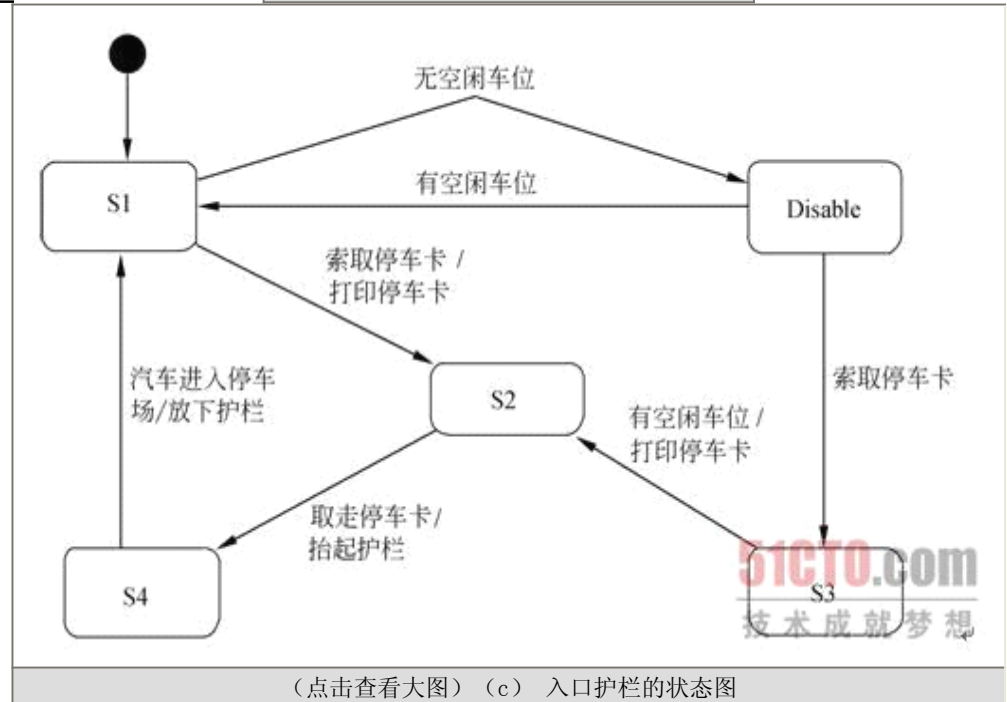 无空闲车位
S1
有空闲车位
Disable
索取停车卡 /
打印停车卡
汽车进入停车
场/放下护栏
S2
索取停车卡
有空闲车位 /
打印停车卡
取走停车卡/
抬起护栏
S4
S3
51CTO.com
技术成就梦想
（点击查看大图）（c） 入口护栏的状态图